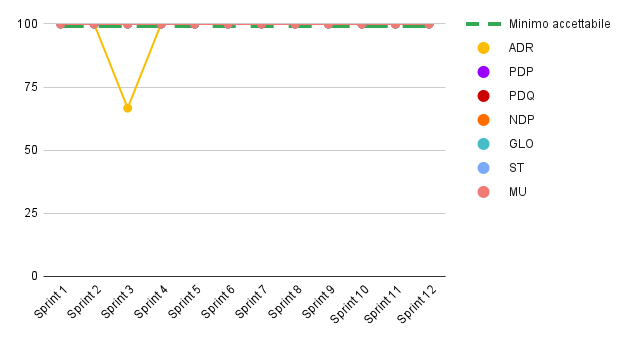 100
75
50
25
0
Sprint 1
Sprint 2
Sprint 3
Sprint 4
Sprint 5
Sprint 6
Sprint 7
Sprint 8
Sprint 9
Sprint 10
Sprint 11
Sprint 12
Minimo accettabile
ADR
PDP
PDQ
NDP
GLO
ST
MU